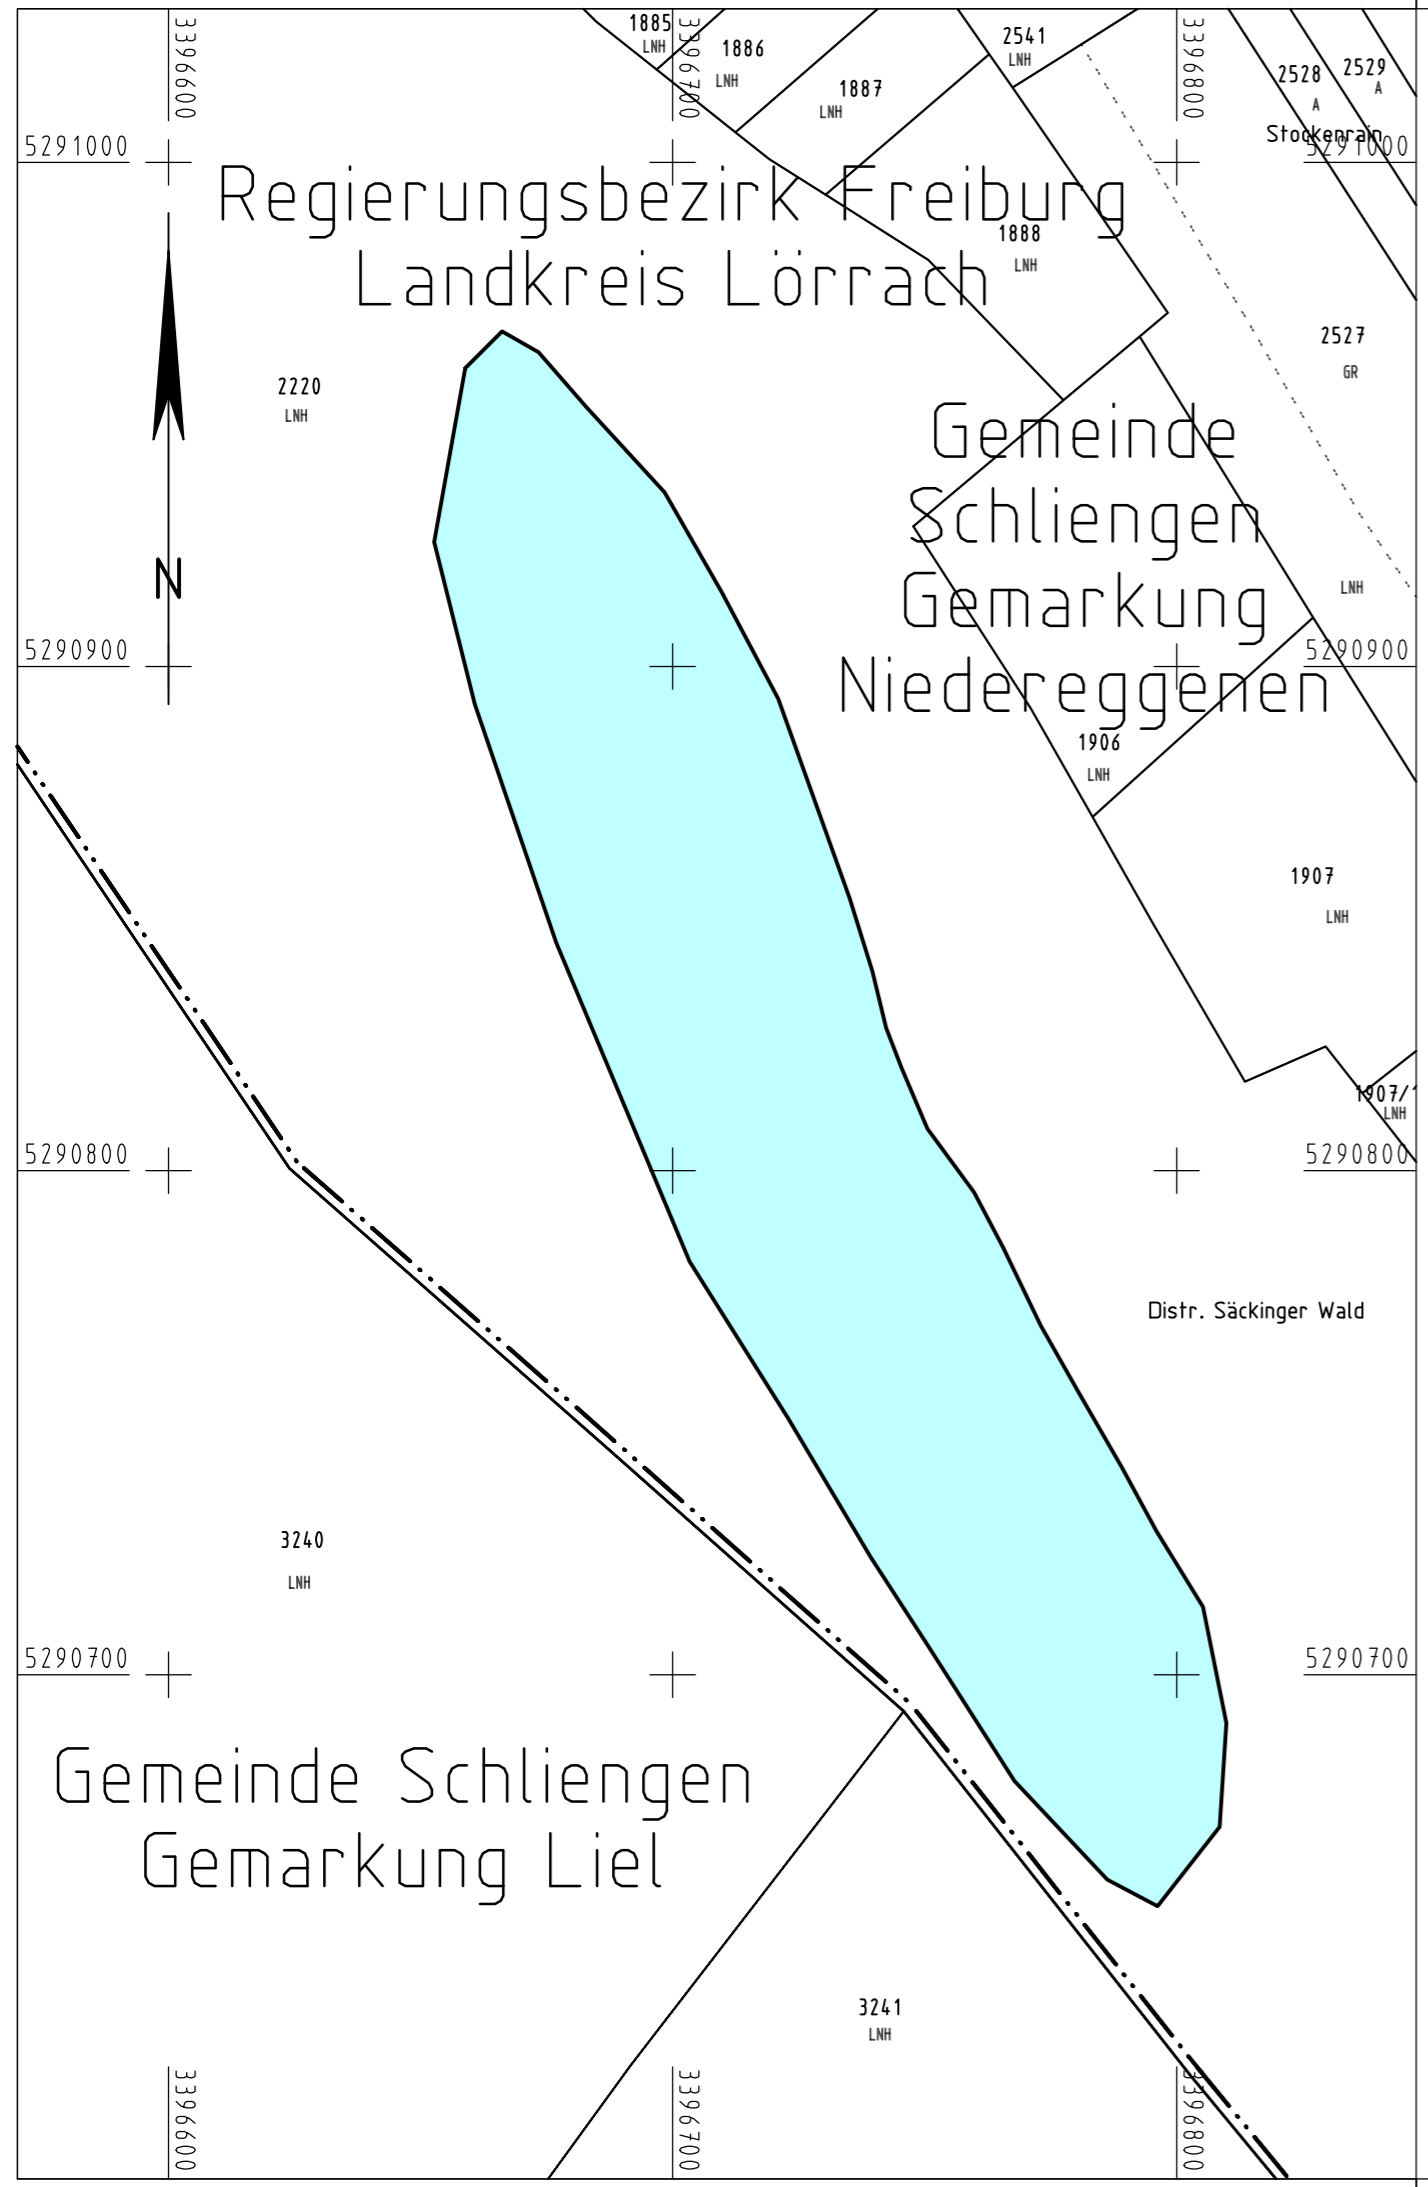 3396600
3396700
3396800
1885
LNH
1886
LNH
1887
LNH
2541
LNH
2528
A
2529
A
Stockenrain
5291000
5291000
Regierungsbezirk Freiburg
Landkreis Lörrach
1888
LNH
2527
GR
2220
LNH
Gemeinde
Schliengen
Gemarkung
Niedereggenen
N
LNH
5290900
5290900
1906
LNH
1907
LNH
1907/
LNH
5290800
5290800
Distr. Säckinger Wald
3240
LNH
5290700
5290700
Gemeinde Schliengen
Gemarkung Liel
3241
LNH
3396600
3396700
3396800